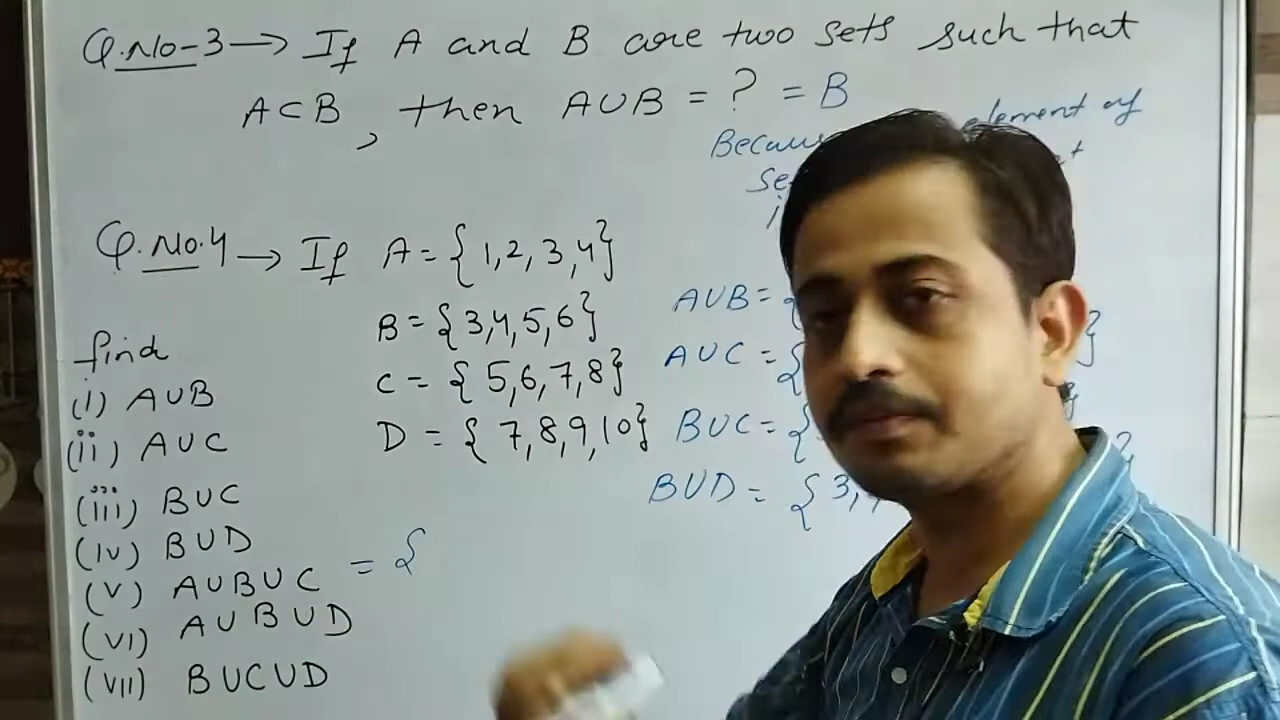 Q.No-3 → If A and B are two sets such that
A⊂B, then A∪B = ? = B
element of
Q.No.4 → If A = {1,2,3,4}
B = {3,4,5,6}
C = {5,6,7,8}
D = {7,8,9,10}
find
(i) A∪B
(ii) A∪C
(iii) B∪C
(iv) B∪D
(v) A∪B∪C = {
(vi) A∪B∪D
(vii) B∪C∪D
A∪B = {
A∪C = { }
B∪C = {
B∪D = {3, }